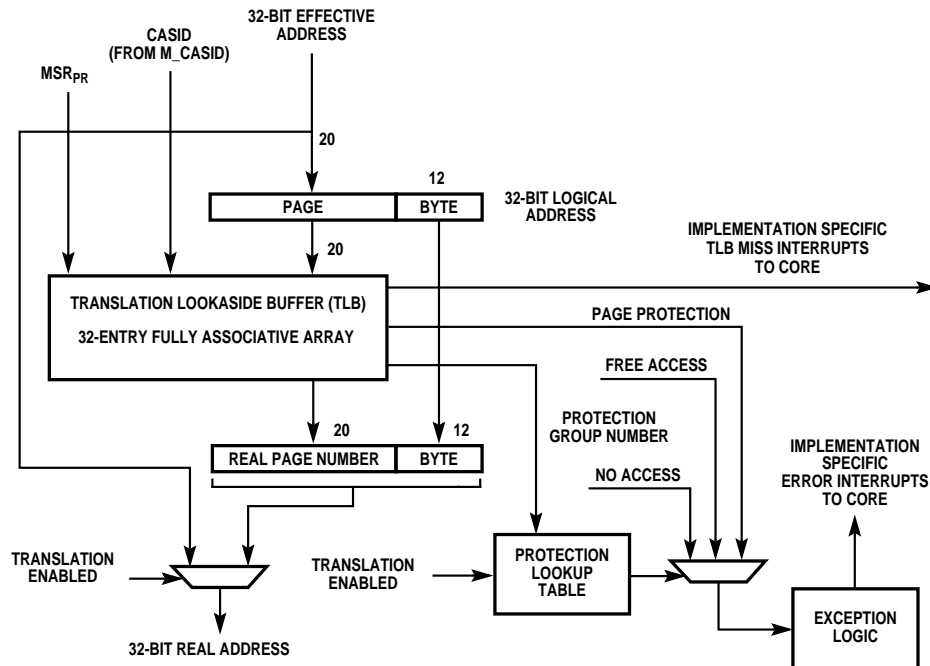 32-BIT EFFECTIVE
ADDRESS
CASID
(FROM M_CASID)
MSRPR
20
12
PAGE
BYTE
32-BIT LOGICAL
ADDRESS
20
IMPLEMENTATION SPECIFIC
TLB MISS INTERRUPTS
TO CORE
TRANSLATION LOOKASIDE BUFFER (TLB)
32-ENTRY FULLY ASSOCIATIVE ARRAY
PAGE PROTECTION
FREE ACCESS
20
12
PROTECTION
GROUP NUMBER
REAL PAGE NUMBER
BYTE
NO ACCESS
IMPLEMENTATION
SPECIFIC
ERROR INTERRUPTS
TO CORE
TRANSLATION
ENABLED
TRANSLATION
ENABLED
PROTECTION
LOOKUP
TABLE
32-BIT REAL ADDRESS
EXCEPTION
LOGIC